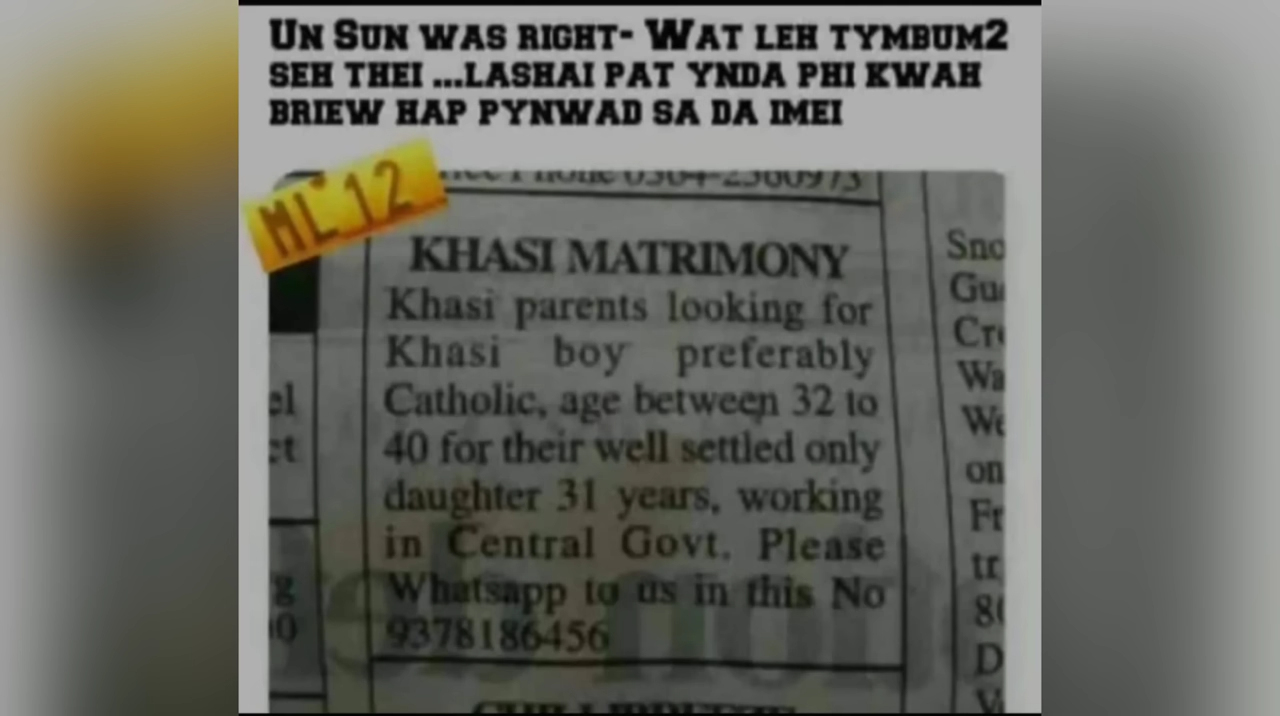 UN SUN WAS RIGHT- WAT LEH TYMBUM2
SEH THEI ...LASHAI PAT YNDA PHI KWAH
BRIEW HAP PYNWAD SA DA IMEI
ML 12
Phone 0364-2560973
KHASI MATRIMONY
Khasi parents looking for
Khasi boy preferably
Catholic, age between 32 to
40 for their well settled only
daughter 31 years, working
in Central Govt. Please
Whatsapp to us in this No
9378186456